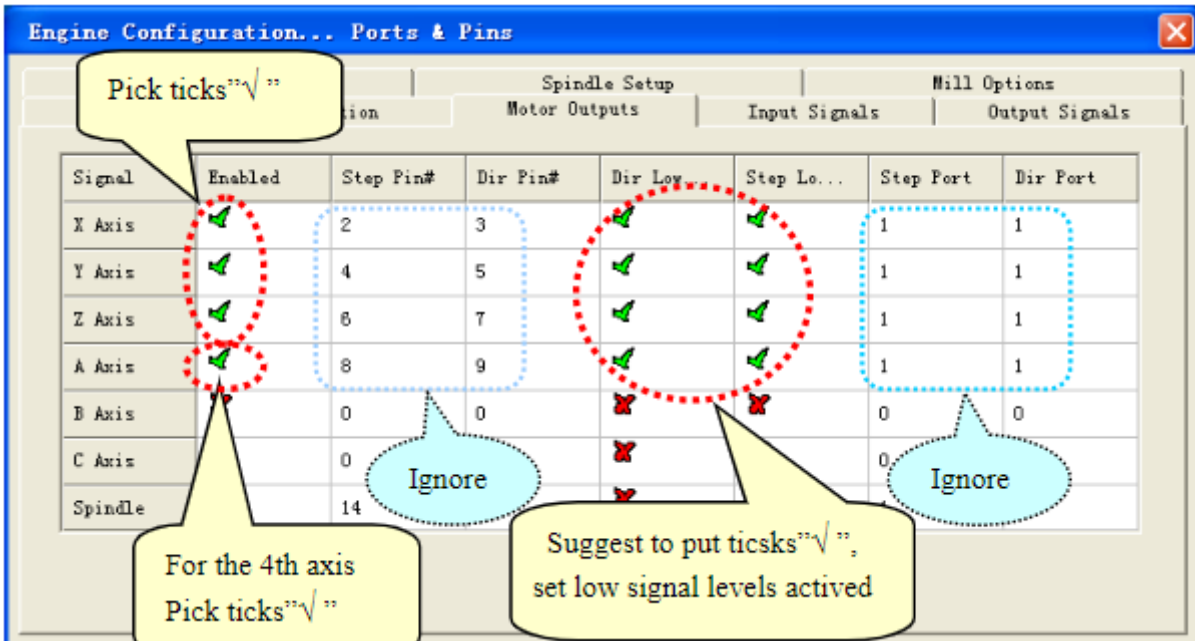 Engine Configuration... Ports & Pins
Pick ticks”√ ”
Spindle Setup
Mill Options
Motor Outputs
Input Signals
Output Signals
Signal Enabled Step Pin# Dir Pin# Dir Low... Step Lo... Step Port Dir Port
X Axis 2 3 1 1
Y Axis 4 5 1 1
Z Axis 6 7 1 1
A Axis 8 9 1 1
B Axis 0 0 0 0
C Axis 0 0
Spindle 14
Ignore
Ignore
For the 4th axis
Pick ticks”√ ”
Suggest to put ticsks”√ ”,
set low signal levels actived